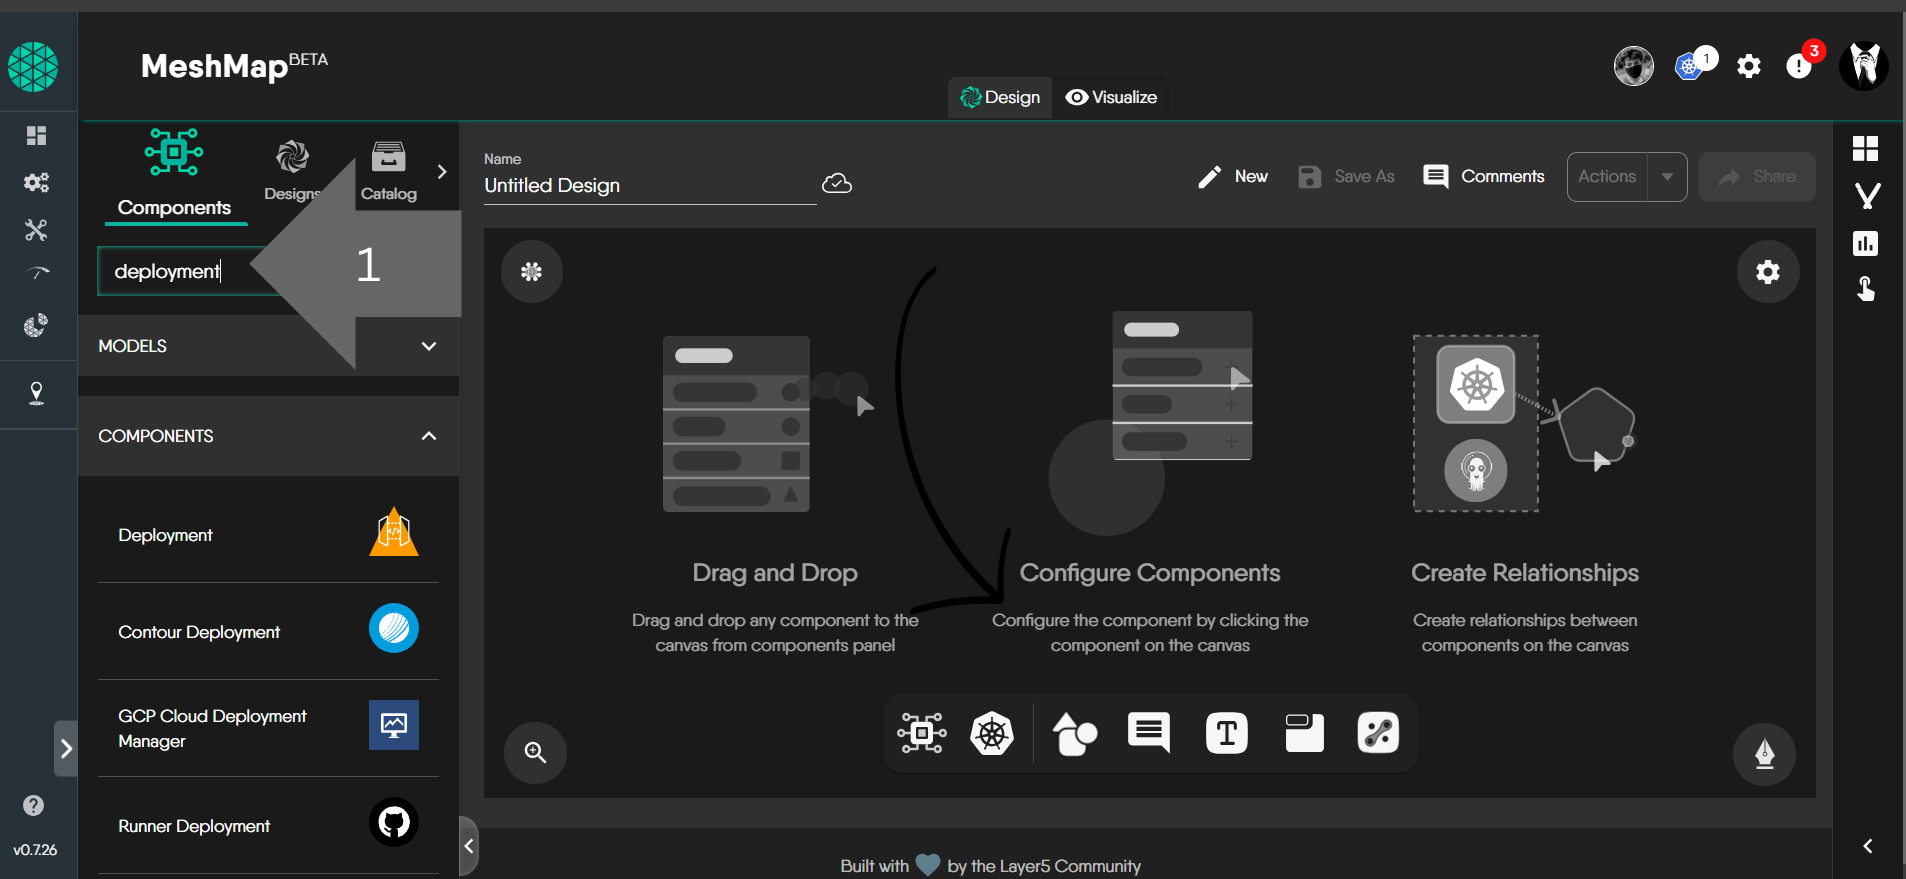 MeshMap BETA
1
3
Design
Visualize
Components
Designs
Catalog
deployment
1
MODELS
COMPONENTS
Deployment
Contour Deployment
GCP Cloud Deployment
Manager
Runner Deployment
v0.7.26
Name
Untitled Design
New
Save As
Comments
Actions
Share
Drag and Drop
Drag and drop any component to the
canvas from components panel
Configure Components
Configure the component by clicking the
component on the canvas
Create Relationships
Create relationships between
components on the canvas
T
Built with by the Layer5 Community